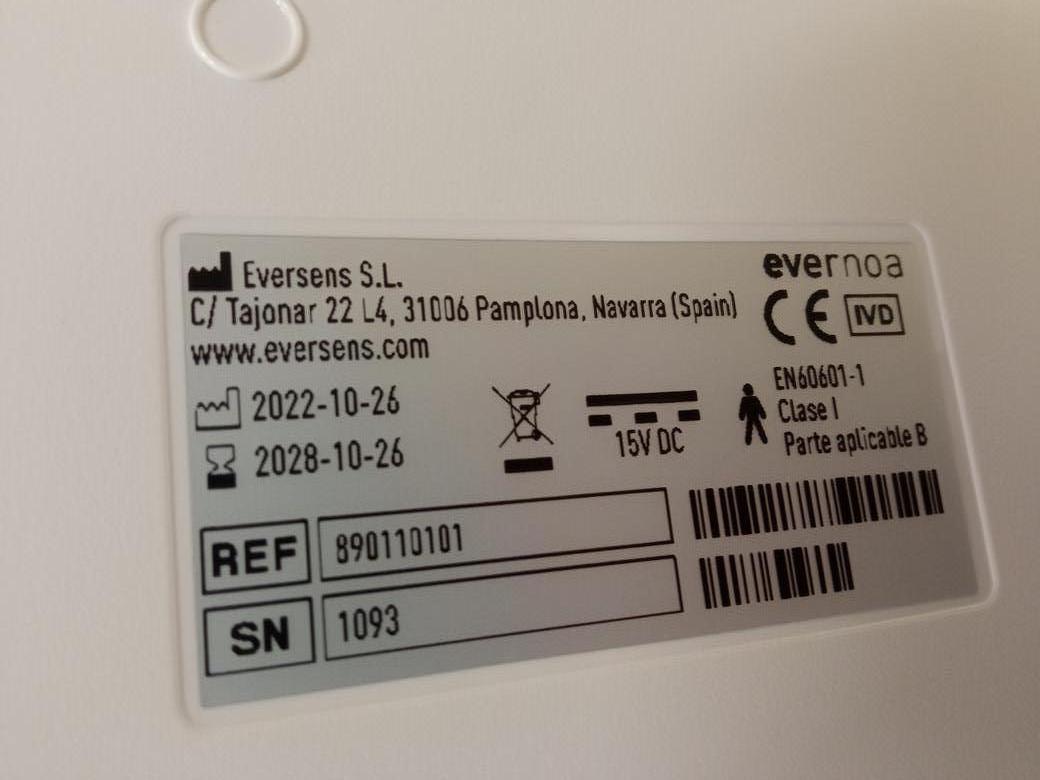 Eversens S.L.
C/ Tajonar 22 L4, 31006 Pamplona, Navarra (Spain)
www.eversens.com
evernoa
CE IVD
2022-10-26
2028-10-26
15V DC
EN60601-1
Clase I
Parte aplicable B
REF 890110101
SN 1093